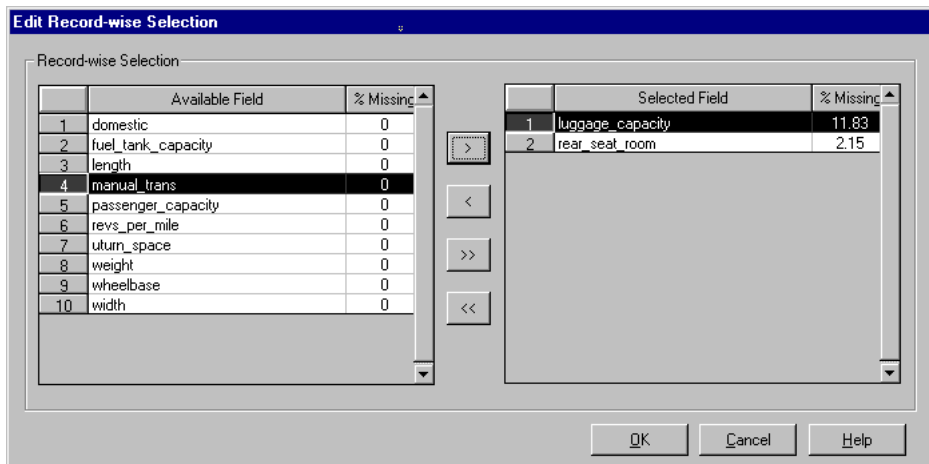 Edit Record-wise Selection
Record-wise Selection
Available Field % Missing
1 domestic 0
2 fuel_tank_capacity 0
3 length 0
4 manual_trans 0
5 passenger_capacity 0
6 revs_per_mile 0
7 uturn_space 0
8 weight 0
9 wheelbase 0
10 width 0
>
<
>>
<<
Selected Field % Missing
1 luggage_capacity 11.83
2 rear_seat_room 2.15
OK Cancel Help